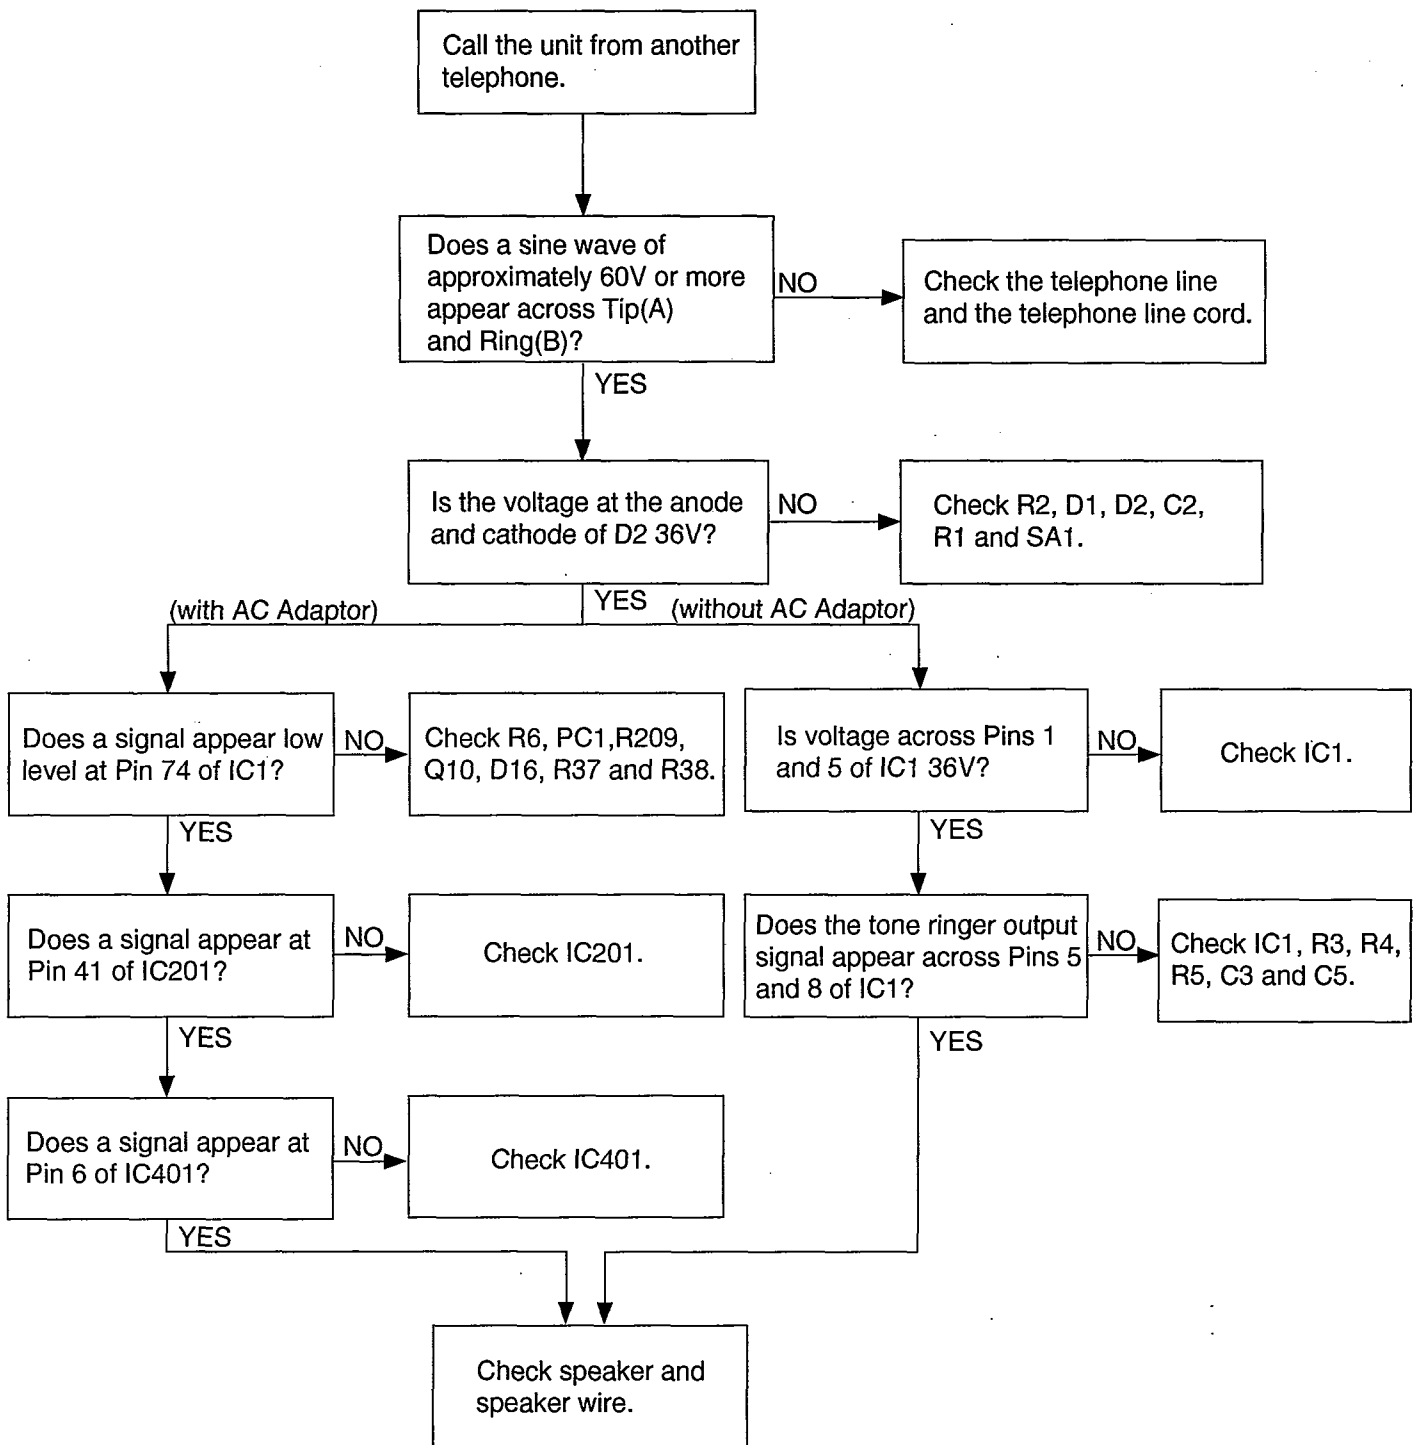 Call the unit from another
telephone.
Does a sine wave of
approximately 60V or more
appear across Tip(A)
and Ring(B)?
NO
Check the telephone line
and the telephone line cord.
YES
Is the voltage at the anode
and cathode of D2 36V?
NO
Check R2, D1, D2, C2,
R1 and SA1.
YES
(with AC Adaptor)
(without AC Adaptor)
Does a signal appear low
level at Pin 74 of IC1?
NO
Check R6, PC1,R209,
Q10, D16, R37 and R38.
YES
Is voltage across Pins 1
and 5 of IC1 36V?
NO
Check IC1.
YES
Does a signal appear at
Pin 41 of IC201?
NO
Check IC201.
YES
Does the tone ringer output
signal appear across Pins 5
and 8 of IC1?
NO
Check IC1, R3, R4,
R5, C3 and C5.
YES
Does a signal appear at
Pin 6 of IC401?
NO
Check IC401.
YES
Check speaker and
speaker wire.